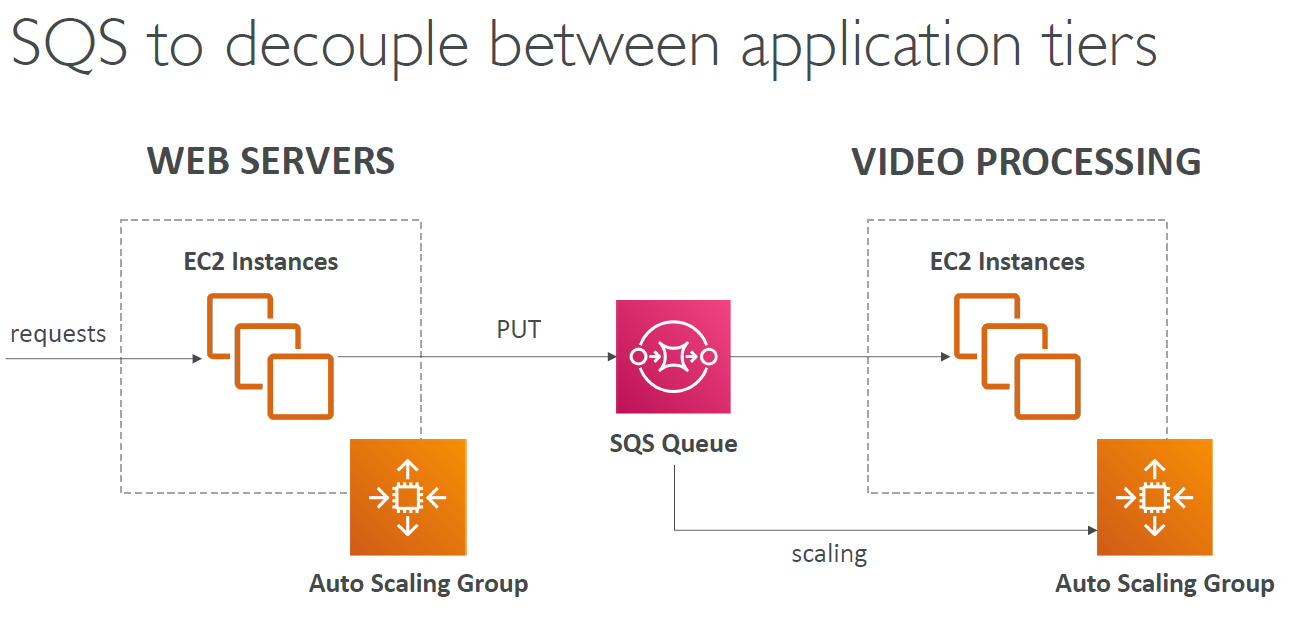 SQS to decouple between application tiers
WEB SERVERS
VIDEO PROCESSING
EC2 Instances
EC2 Instances
requests
PUT
SQS Queue
scaling
Auto Scaling Group
Auto Scaling Group